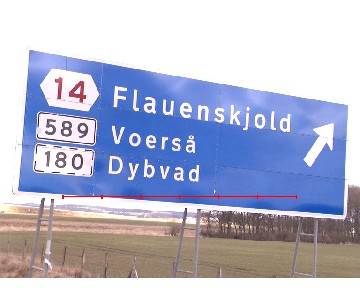 14 Flauenskjold
589 Voerså
180 Dybvad